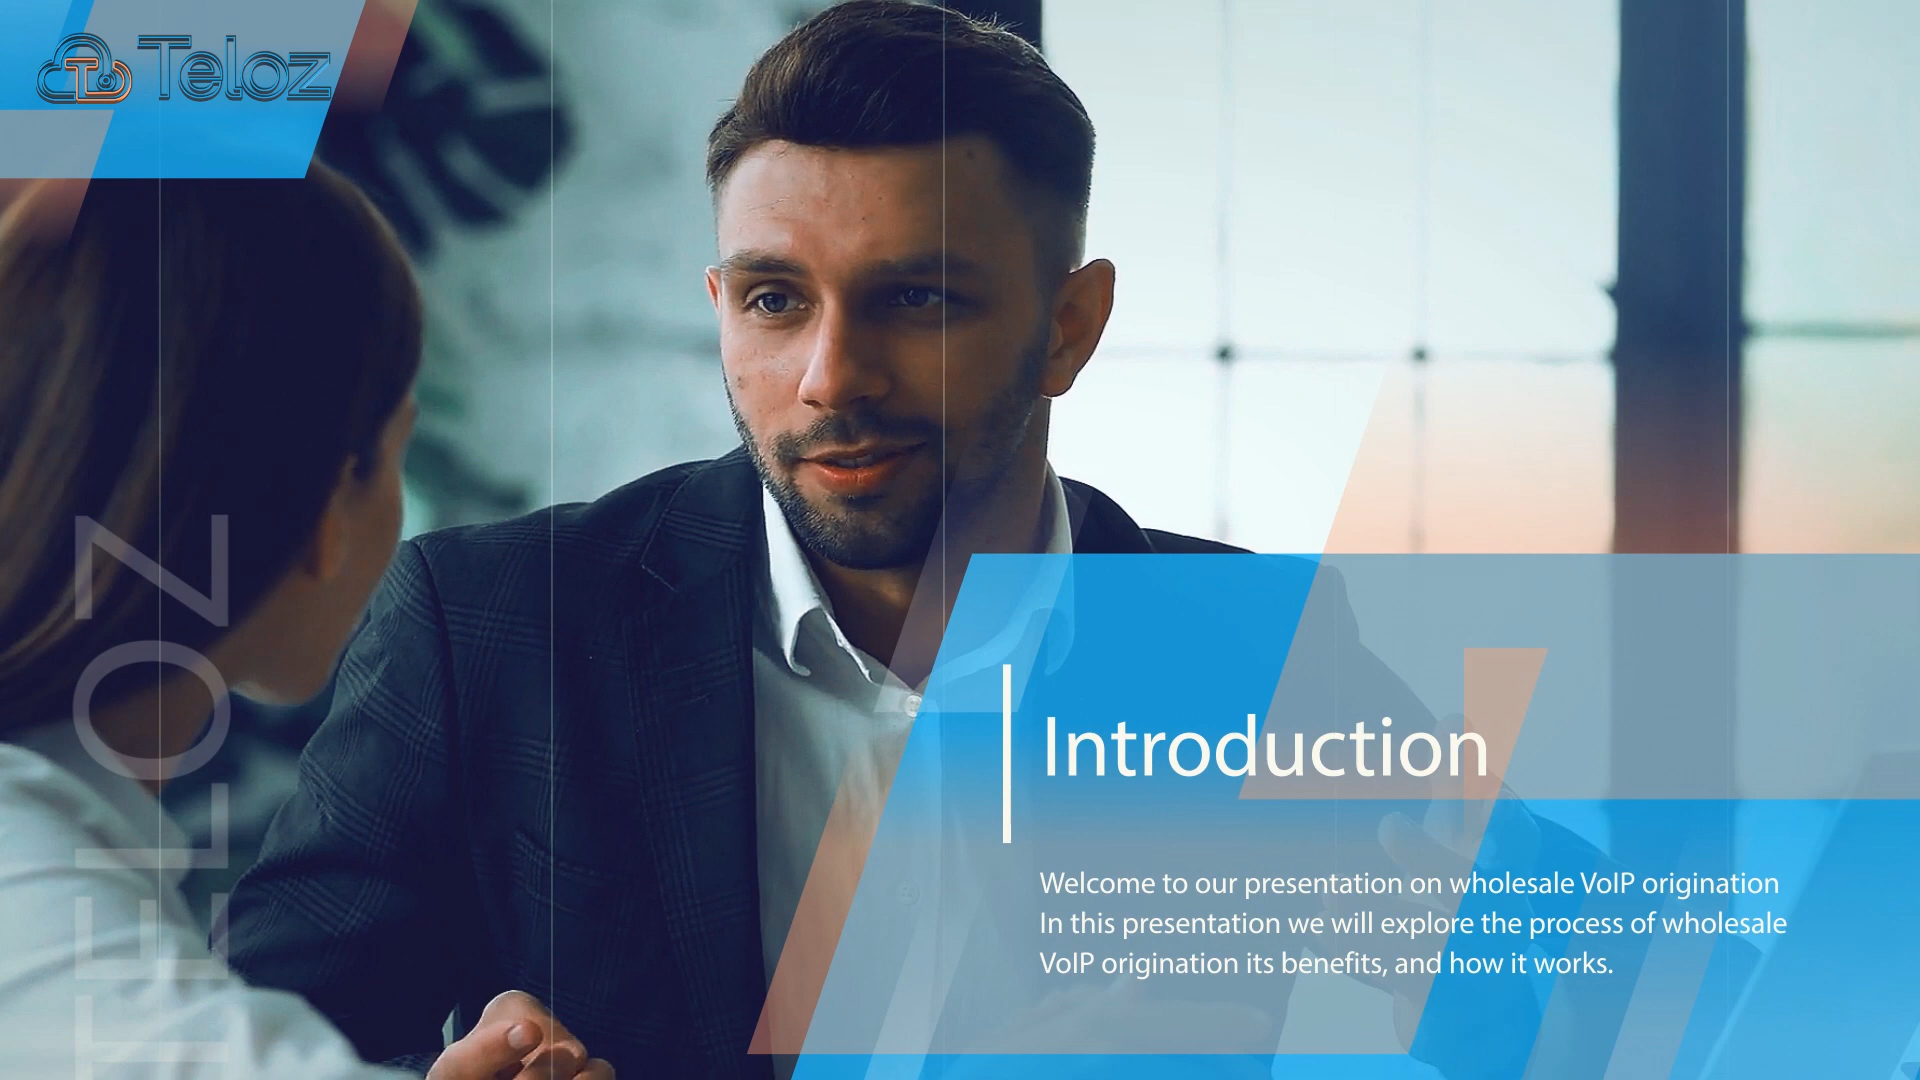 Teloz
TELOZ
Introduction
Welcome to our presentation on wholesale VoIP origination
In this presentation we will explore the process of wholesale
VoIP origination its benefits, and how it works.